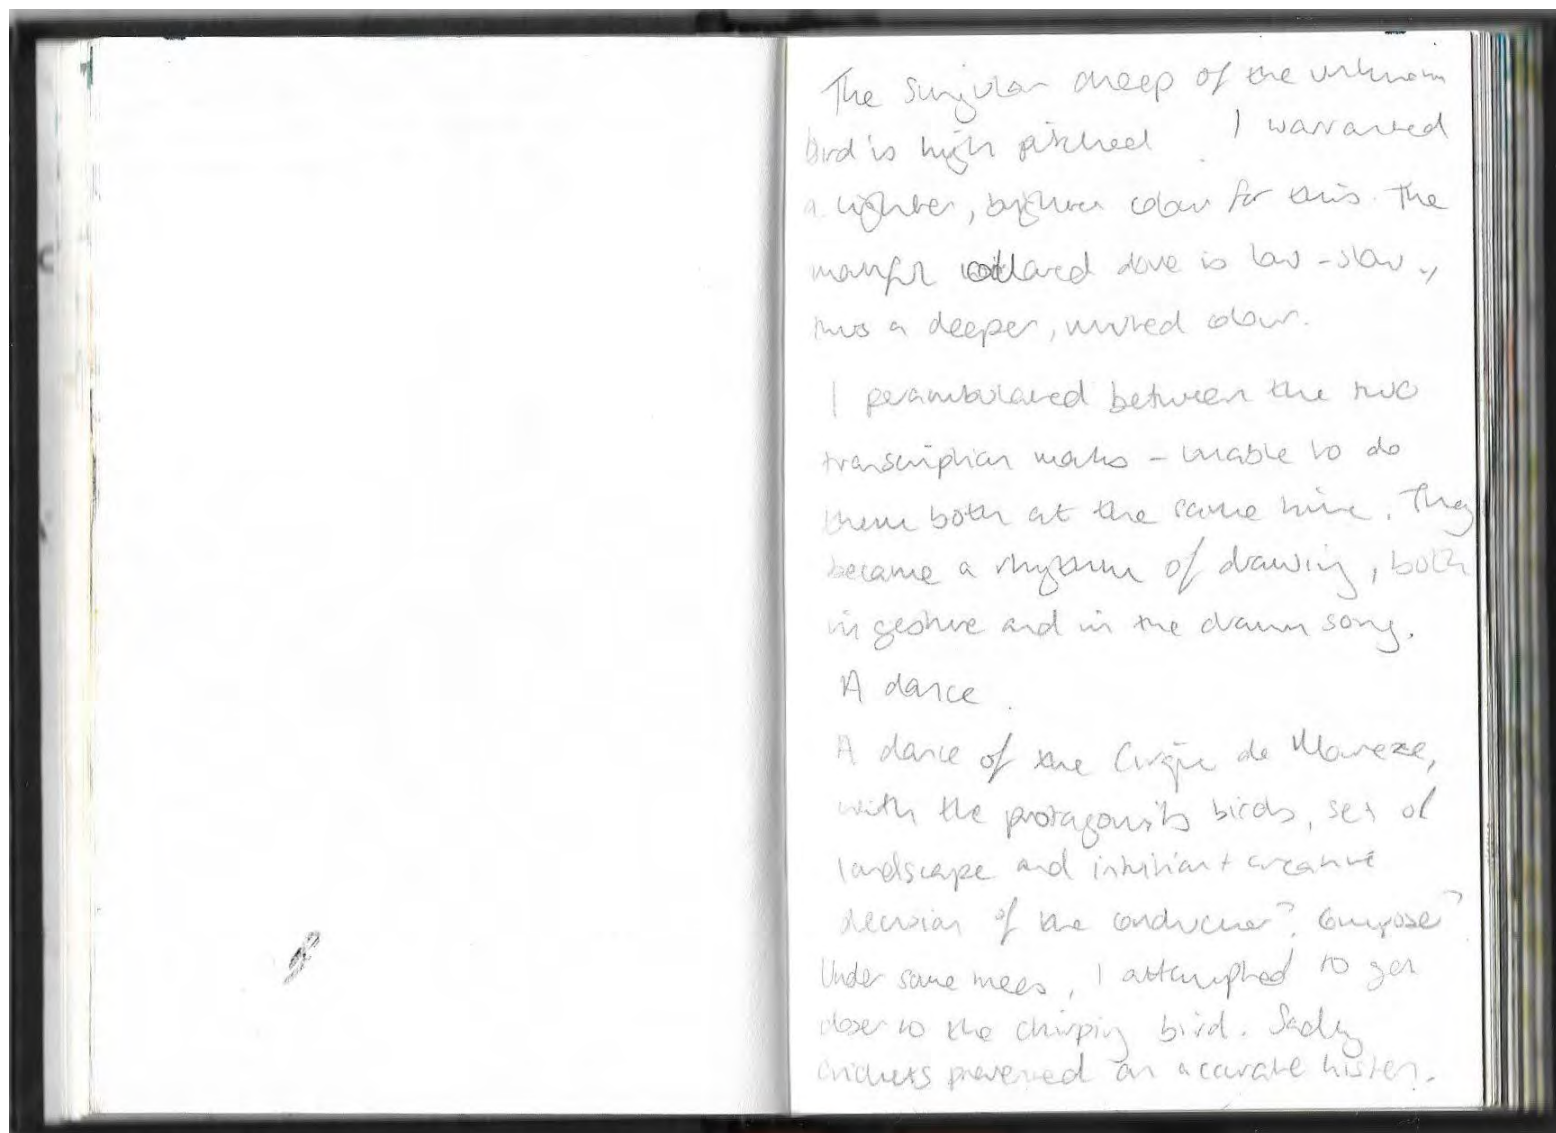 The singular cheep of the unknown
bird is high pitched. I warranted
a lighter, brighter colour for this. The
mournful collared dove is low - slow,
thus a deeper, muted colour.
I perambulated between the two
transcription marks - unable to do
them both at the same time. They
became a rhythm of drawing, both
in gesture and in the drawn song.
A dance.
A dance of the Cirque de
with the protagonists birds, set of
landscape and intuition + creative
decision of the conductor? Compose?
Under some trees, I attempted to get
closer to the chirping bird. Sadly
crickets prevented an accurate listen.